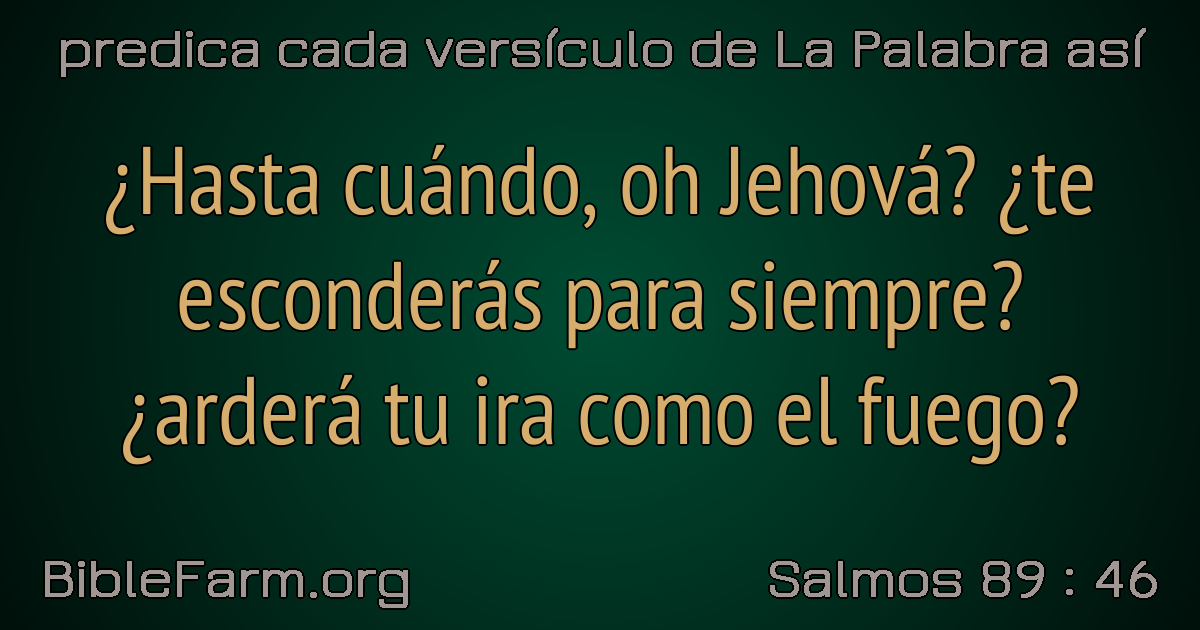 predica cada versículo de La Palabra así
¿Hasta cuándo, oh Jehová? ¿te
esconderás para siempre?
¿arderá tu ira como el fuego?
BibleFarm.org
Salmos 89 : 46